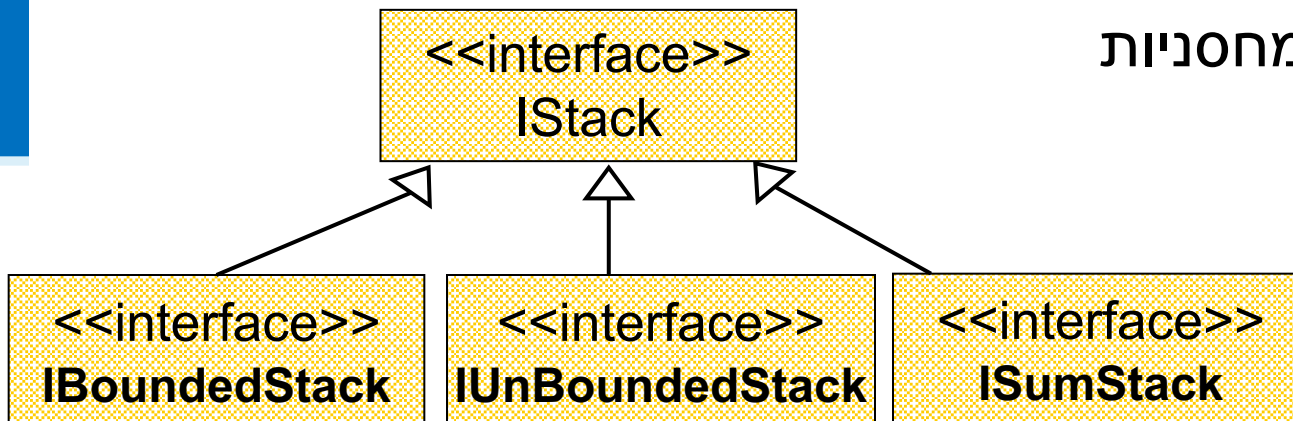 מחסניות
<<interface>>
IStack
<<interface>>
IBoundedStack
<<interface>>
IUnBoundedStack
<<interface>>
ISumStack